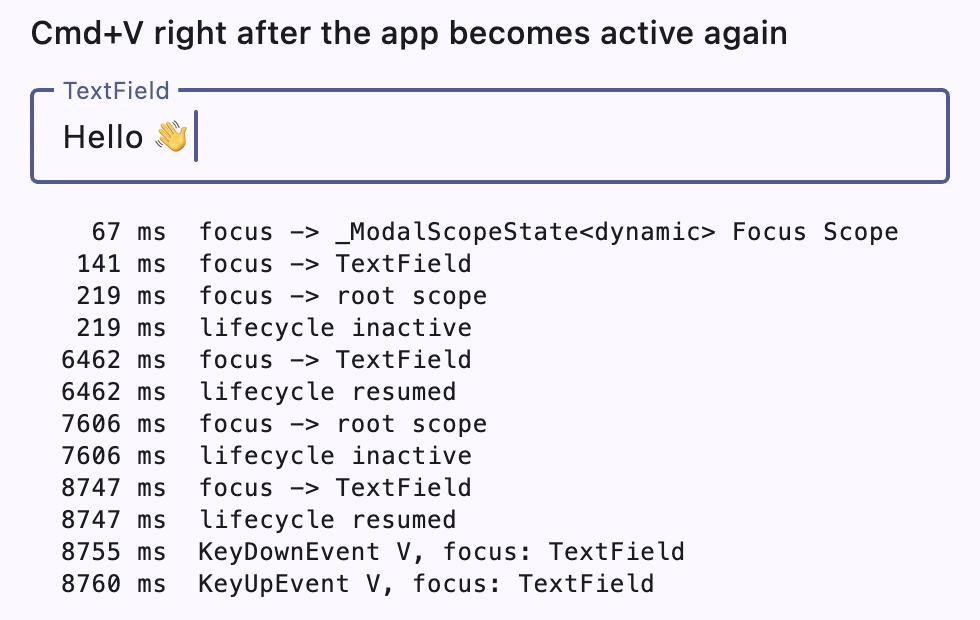 Cmd+V right after the app becomes active again
TextField
Hello 👋
67 ms  focus -> _ModalScopeState<dynamic> Focus Scope
141 ms  focus -> TextField
219 ms  focus -> root scope
219 ms  lifecycle inactive
6462 ms  focus -> TextField
6462 ms  lifecycle resumed
7606 ms  focus -> root scope
7606 ms  lifecycle inactive
8747 ms  focus -> TextField
8747 ms  lifecycle resumed
8755 ms  KeyDownEvent V, focus: TextField
8760 ms  KeyUpEvent V, focus: TextField